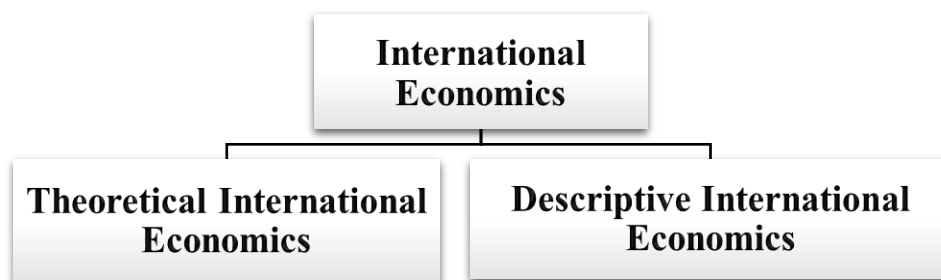 International
Economics
Theoretical International
Economics
Descriptive International
Economics